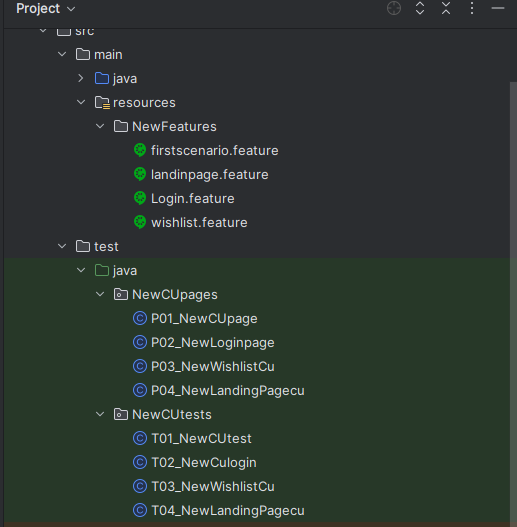 Project
src
main
java
resources
NewFeatures
firstscenario.feature
landinpage.feature
Login.feature
wishlist.feature
test
java
NewCUpages
P01_NewCUpage
P02_NewLoginpage
P03_NewWishlistCu
P04_NewLandingPagecu
NewCUtests
T01_NewCUtest
T02_NewCulogin
T03_NewWishlistCu
T04_NewLandingPagecu